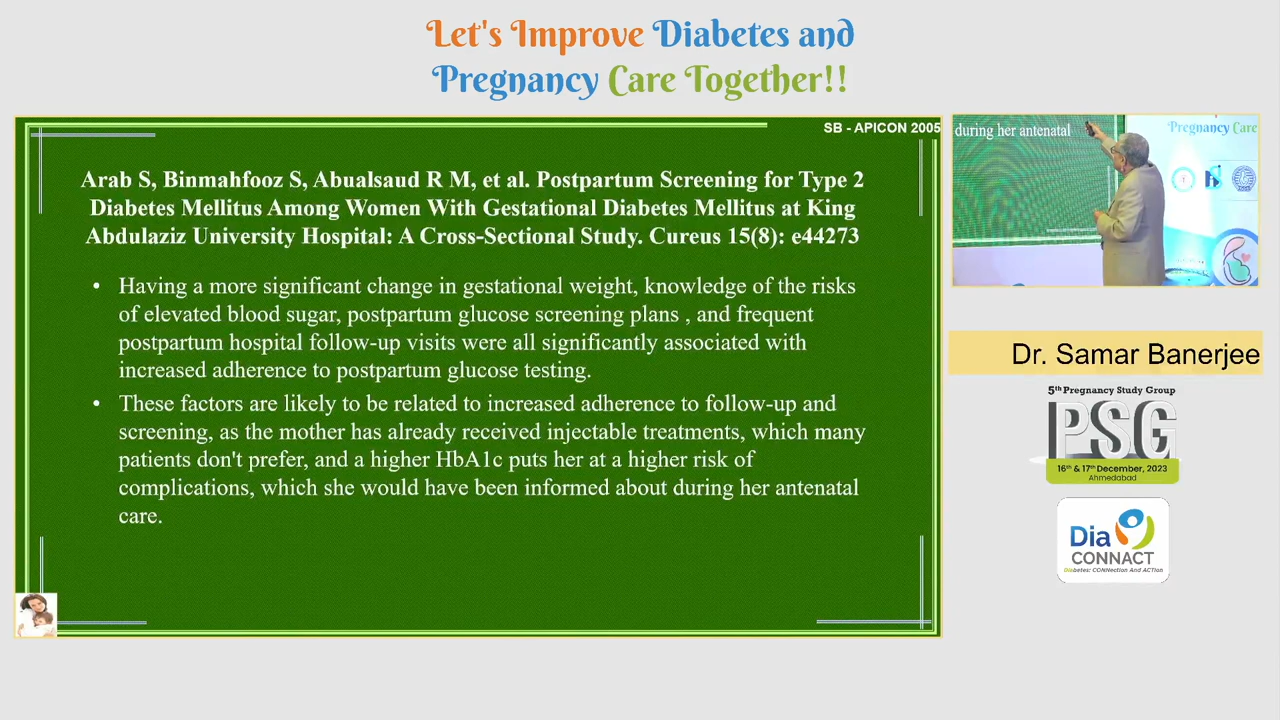 Let's Improve Diabetes and
Pregnancy Care Together!!
SB - APICON 2005
Arab S, Binmahfooz S, Abualsaud R M, et al. Postpartum Screening for Type 2
Diabetes Mellitus Among Women With Gestational Diabetes Mellitus at King
Abdulaziz University Hospital: A Cross-Sectional Study. Cureus 15(8): e44273
• Having a more significant change in gestational weight, knowledge of the risks
of elevated blood sugar, postpartum glucose screening plans , and frequent
postpartum hospital follow-up visits were all significantly associated with
increased adherence to postpartum glucose testing.
• These factors are likely to be related to increased adherence to follow-up and
screening, as the mother has already received injectable treatments, which many
patients don't prefer, and a higher HbA1c puts her at a higher risk of
complications, which she would have been informed about during her antenatal
care.
during her antenatal
Pregnancy Care
Dr. Samar Banerjee
5th Pregnancy Study Group
PSG
16th & 17th December, 2023
Ahmedabad
Dia
CONNACT
Diabetes: CONNection And ACTion